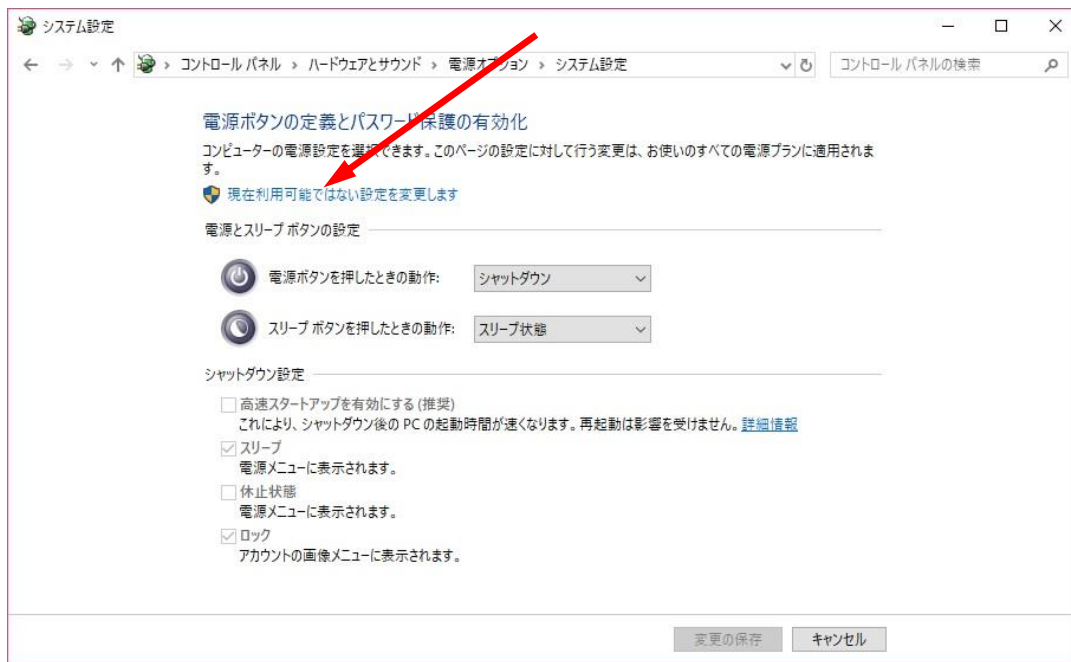 システム設定
コントロール パネル › ハードウェアとサウンド › 電源オプション › システム設定
コントロール パネルの検索
電源ボタンの定義とパスワード保護の有効化
コンピューターの電源設定を選択できます。このページの設定に対して行う変更は、お使いのすべての電源プランに適用されま
す。
現在利用可能ではない設定を変更します
電源とスリープ ボタンの設定
電源ボタンを押したときの動作: シャットダウン
スリープ ボタンを押したときの動作: スリープ状態
シャットダウン設定
高速スタートアップを有効にする (推奨)
これにより、シャットダウン後の PC の起動時間が速くなります。再起動は影響を受けません。詳細情報
スリープ
電源メニューに表示されます。
休止状態
電源メニューに表示されます。
ロック
アカウントの画像メニューに表示されます。
変更の保存 キャンセル